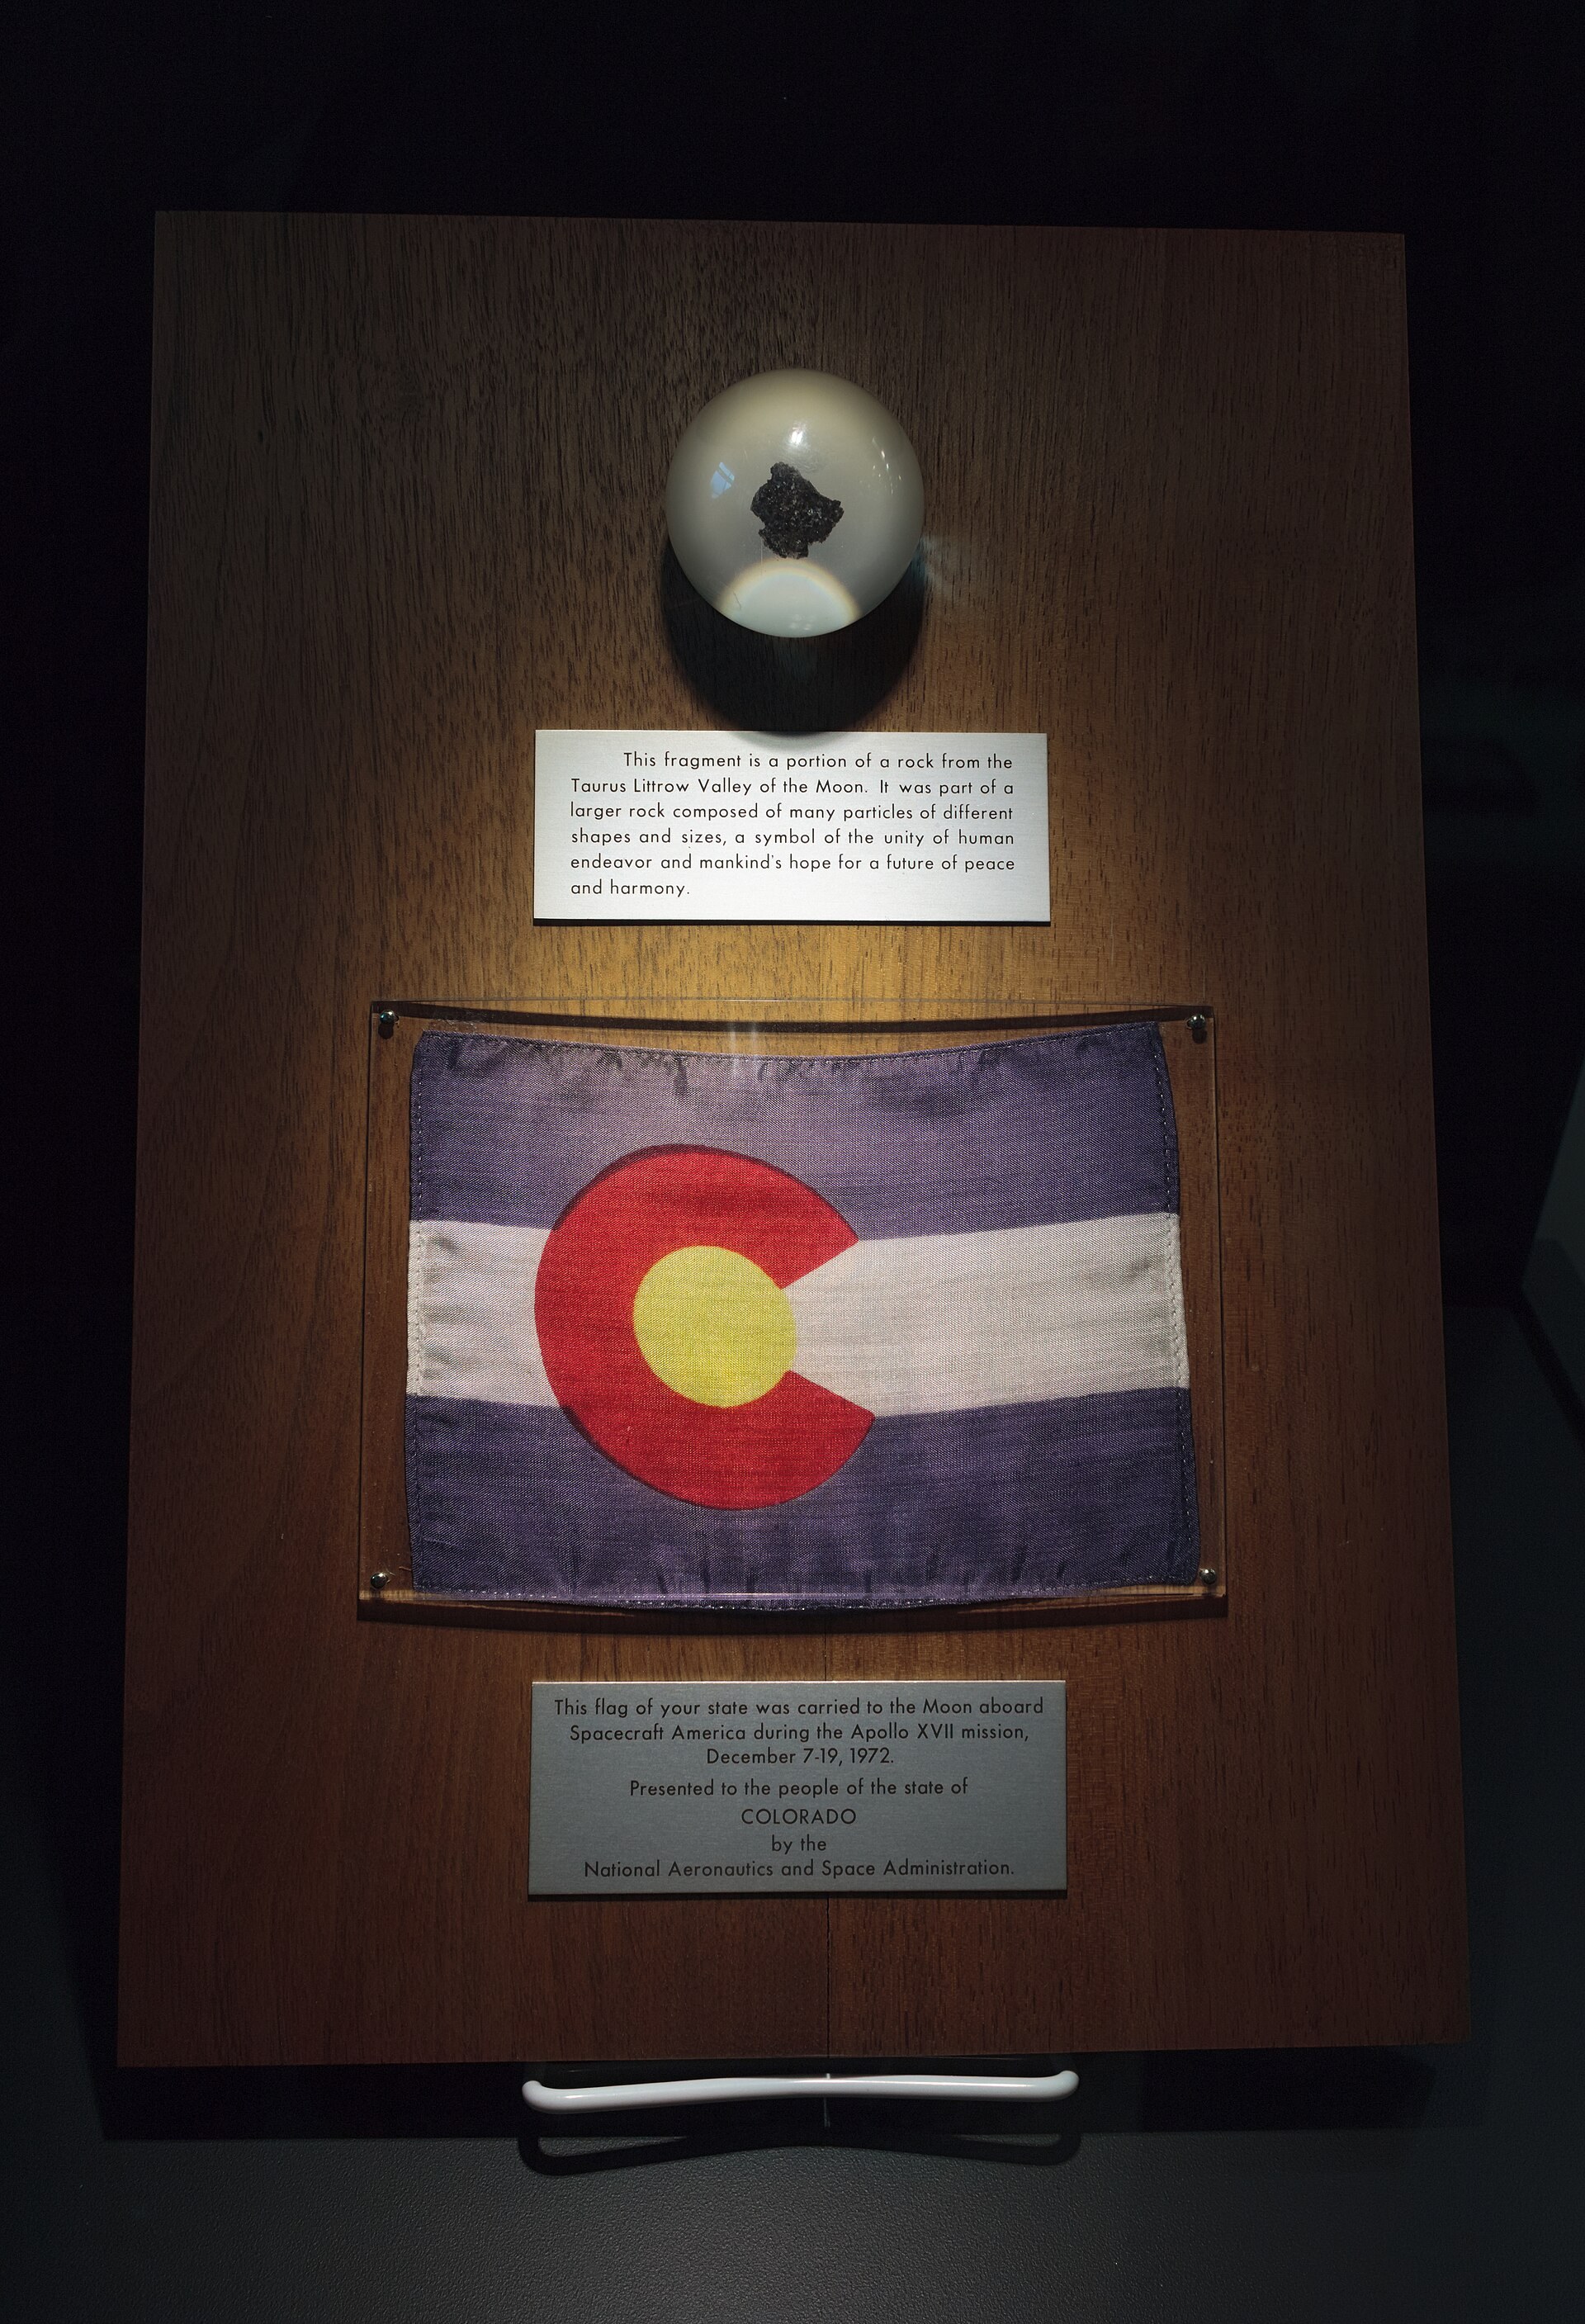 This fragment is a portion of a rock from the
Taurus Littrow Valley of the Moon. It was part of a
larger rock composed of many particles of different
shapes and sizes, a symbol of the unity of human
endeavor and mankind's hope for a future of peace
and harmony.
This flag of your state was carried to the Moon aboard
Spacecraft America during the Apollo XVII mission,
December 7-19, 1972.
Presented to the people of the state of
COLORADO
by the
National Aeronautics and Space Administration.